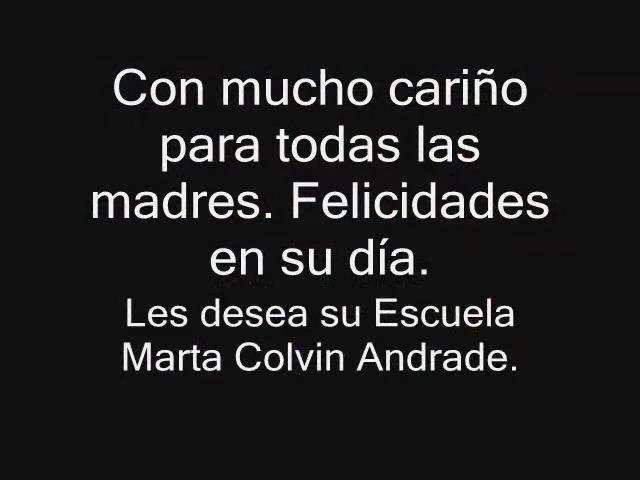 Con mucho cariño
para todas las
madres. Felicidades
en su día.
Les desea su Escuela
Marta Colvin Andrade.